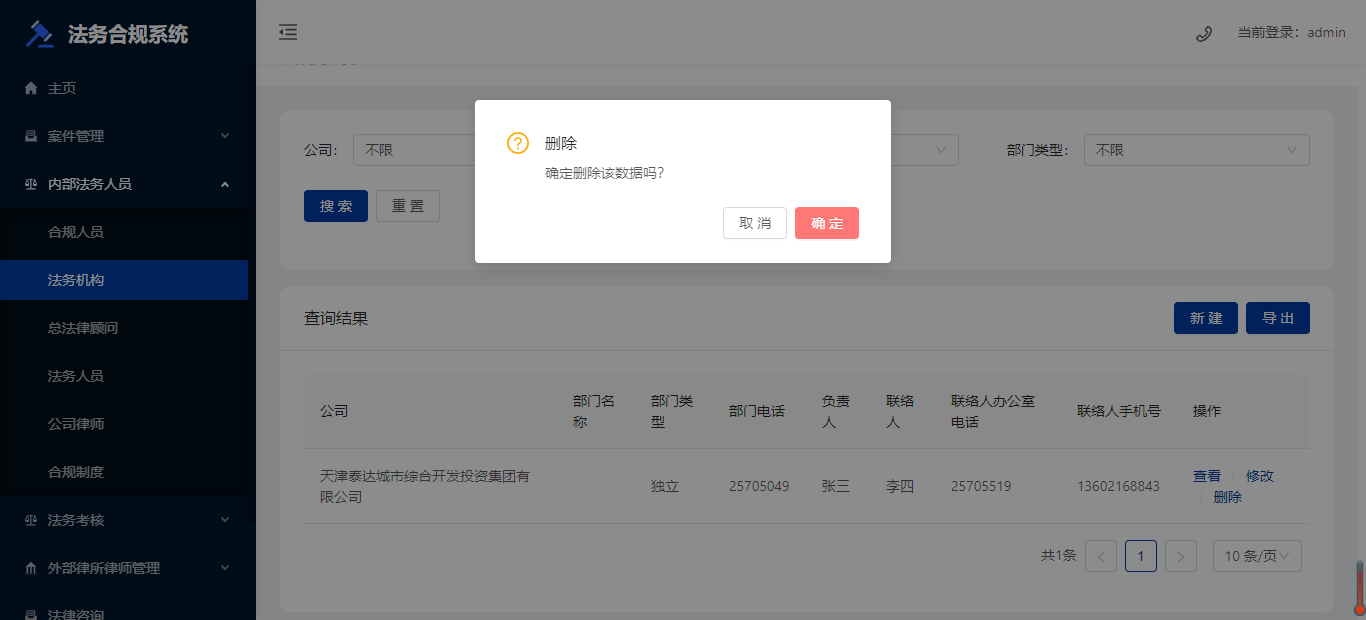 法务合规系统
当前登录：admin
主页
案件管理
内部法务人员
合规人员
法务机构
总法律顾问
法务人员
公司律师
合规制度
法务考核
外部律所律师管理
法律咨询
公司：
不限
部门类型：
不限
搜 索
重 置
删除
确定删除该数据吗?
取 消
确 定
查询结果
新 建
导 出
公司
部门名
称
部门类
型
部门电话
负责
人
联络
人
联络人办公室
电话
联络人手机号
操作
天津泰达城市综合开发投资集团有
限公司
独立
25705049
张三
李四
25705519
13602168843
查看
修改
删除
共1条
<
1
>
10 条/页